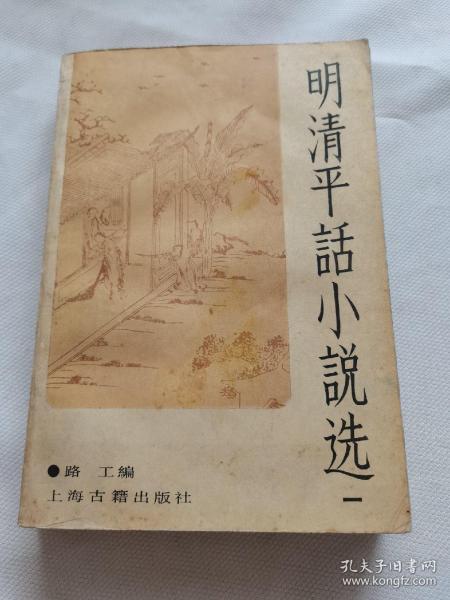 明清平話小説选
一
●路 工編
上海古籍出版社
孔夫子旧书网
www.kongfz.com